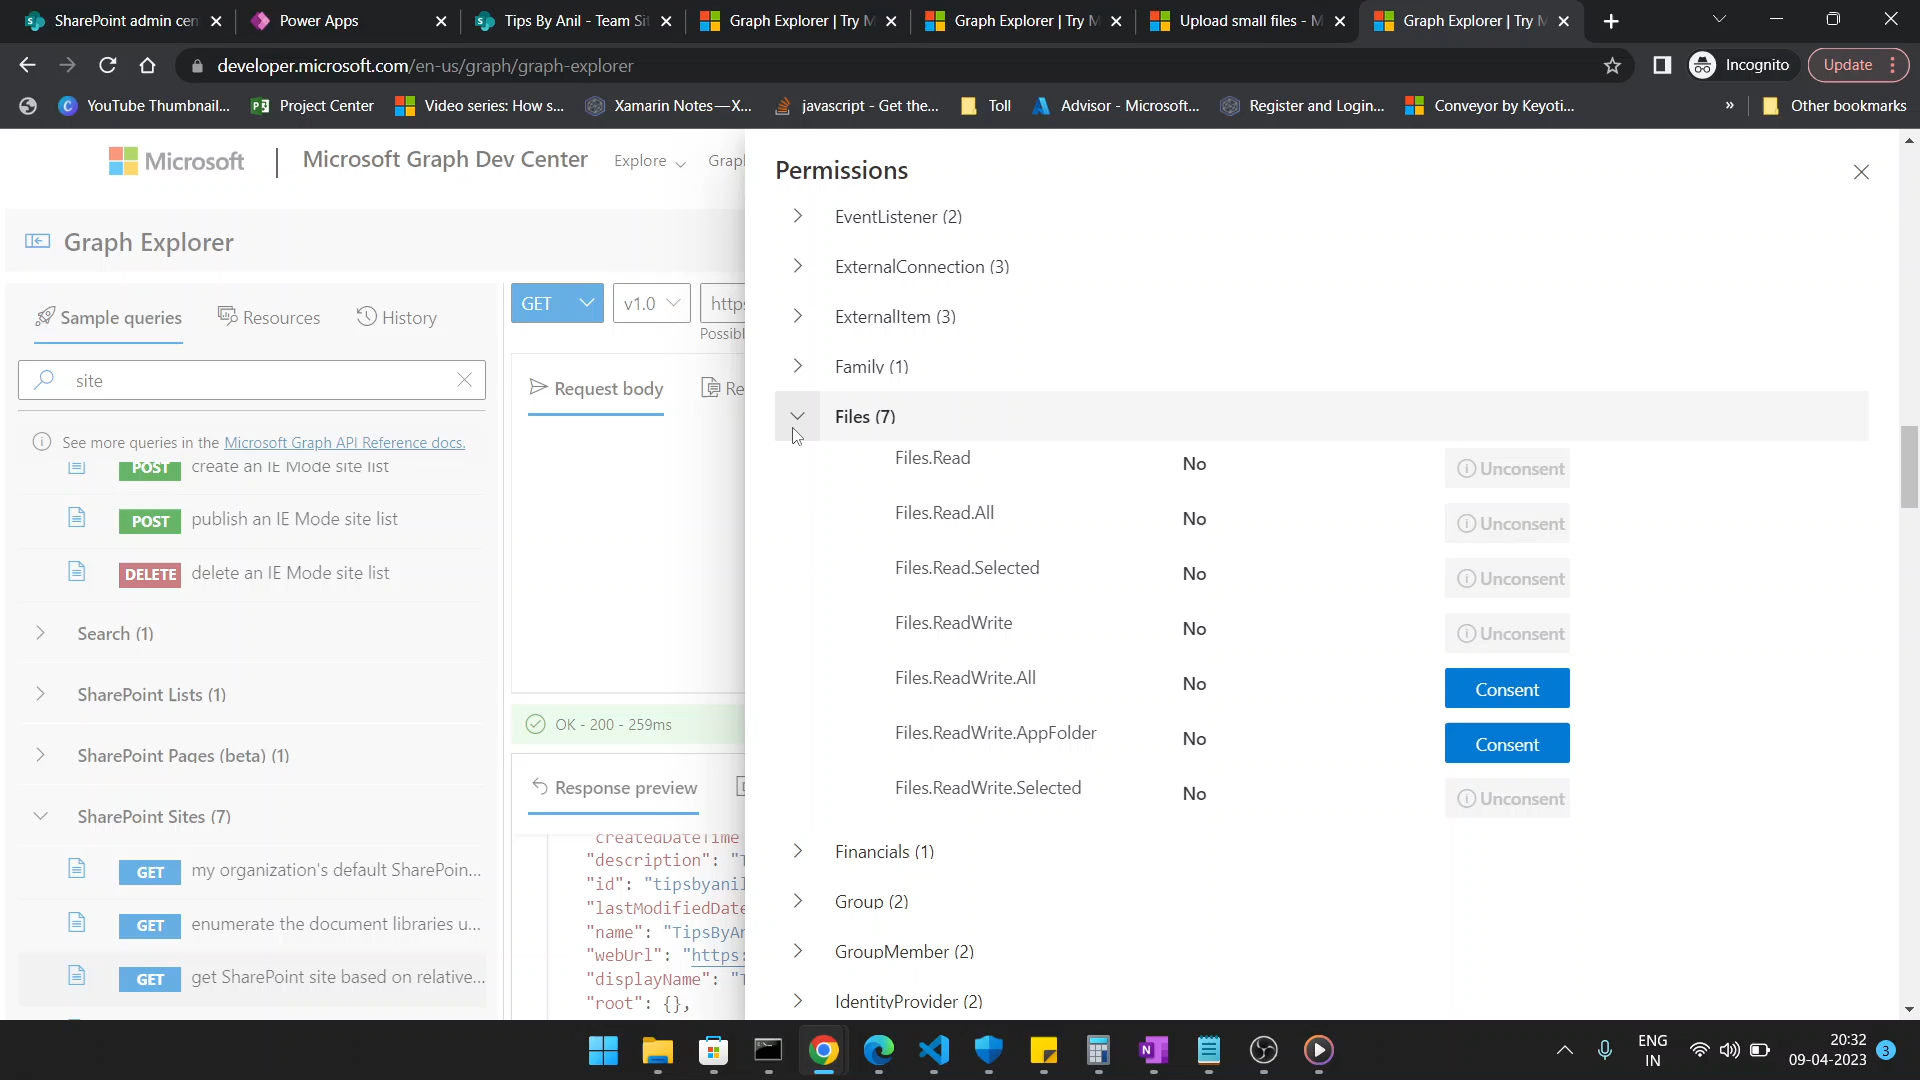 SharePoint admin cen
Power Apps
Tips By Anil - Team Sit
Graph Explorer | Try M
Graph Explorer | Try M
Upload small files - M
Graph Explorer | Try M
developer.microsoft.com/en-us/graph/graph-explorer
Incognito
Update
YouTube Thumbnail...
Project Center
Video series: How s...
Xamarin Notes—X...
javascript - Get the...
Toll
Advisor - Microsoft...
Register and Login...
Conveyor by Keyoti...
»
Other bookmarks
Microsoft
Microsoft Graph Dev Center
Explore
Graph
Graph Explorer
Sample queries
Resources
History
site
See more queries in the Microsoft Graph API Reference docs.
POST create an IE Mode site list
POST publish an IE Mode site list
DELETE delete an IE Mode site list
Search (1)
SharePoint Lists (1)
SharePoint Pages (beta) (1)
SharePoint Sites (7)
GET my organization's default SharePoin...
GET enumerate the document libraries u...
GET get SharePoint site based on relative...
GET
v1.0
https
Possibl
Request body
Re
OK - 200 - 259ms
Response preview
"createdDateTime
"description": "T
"id": "tipsbyanil
"lastModifiedDate
"name": "TipsByAn
"webUrl": "https:
"displayName": "T
"root": {},
Permissions
EventListener (2)
ExternalConnection (3)
ExternalItem (3)
Family (1)
Files (7)
Files.Read No Unconsent
Files.Read.All No Unconsent
Files.Read.Selected No Unconsent
Files.ReadWrite No Unconsent
Files.ReadWrite.All No Consent
Files.ReadWrite.AppFolder No Consent
Files.ReadWrite.Selected No Unconsent
Financials (1)
Group (2)
GroupMember (2)
IdentityProvider (2)
ENG
IN
20:32
09-04-2023
3